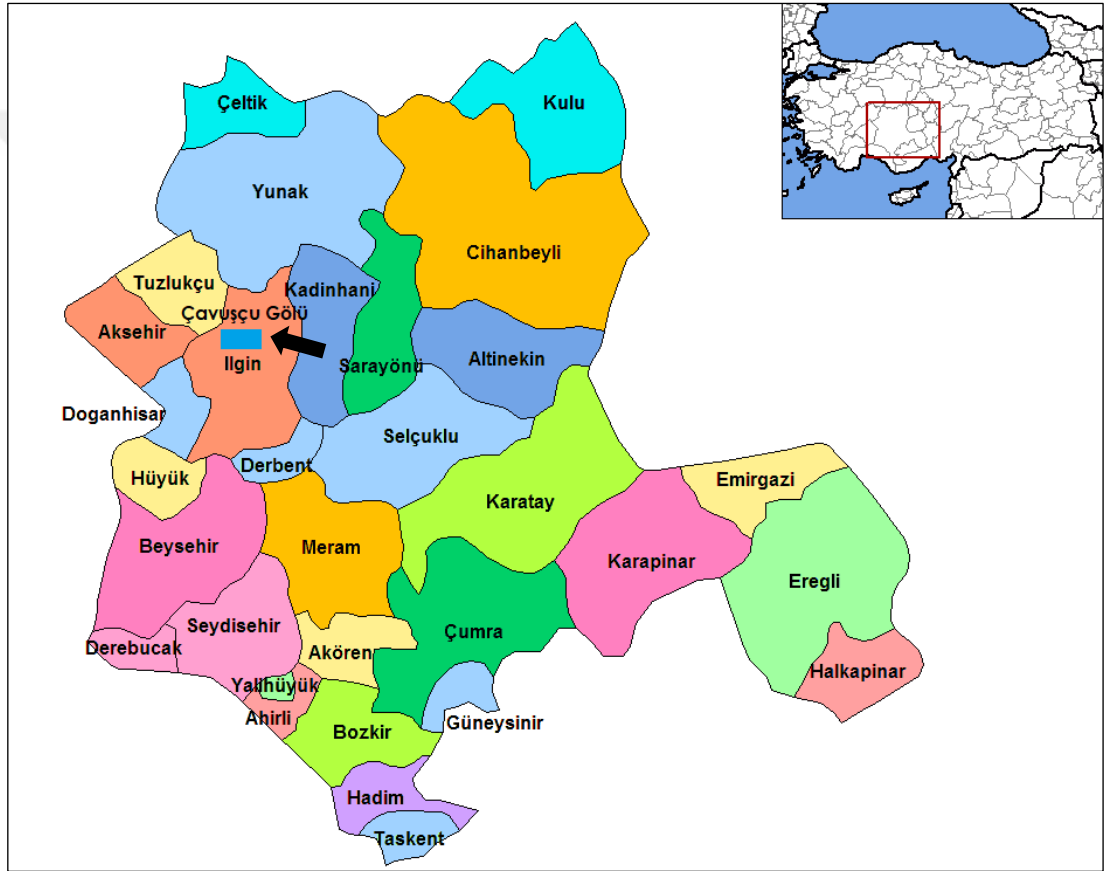 Çeltik
Kulu
Yunak
Cihanbeyli
Tuzlukçu
Kadinhani
Çavuşçu Gölü
Aksehir
Ilgin
Sarayönü
Altinekin
Doganhisar
Selçuklu
Derbent
Hüyük
Emirgazi
Karatay
Beysehir
Meram
Karapinar
Eregli
Seydisehir
Çumra
Derebucak
Akören
Halkapinar
Yalihüyük
Ahirli
Güneysinir
Bozkir
Hadim
Taskent